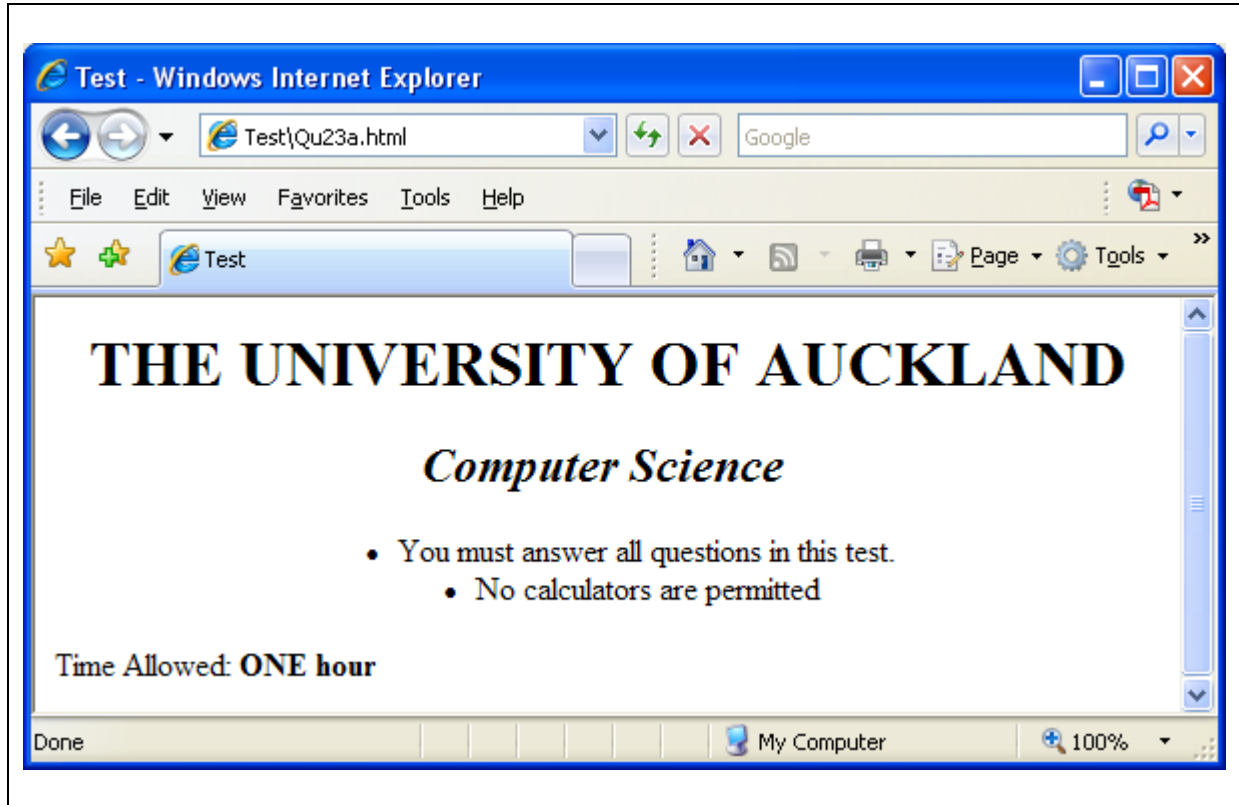 Test - Windows Internet Explorer
Test\Qu23a.html
Google
File Edit View Favorites Tools Help
Test
Page Tools »
THE UNIVERSITY OF AUCKLAND
Computer Science
• You must answer all questions in this test.
• No calculators are permitted
Time Allowed: ONE hour
Done My Computer 100%